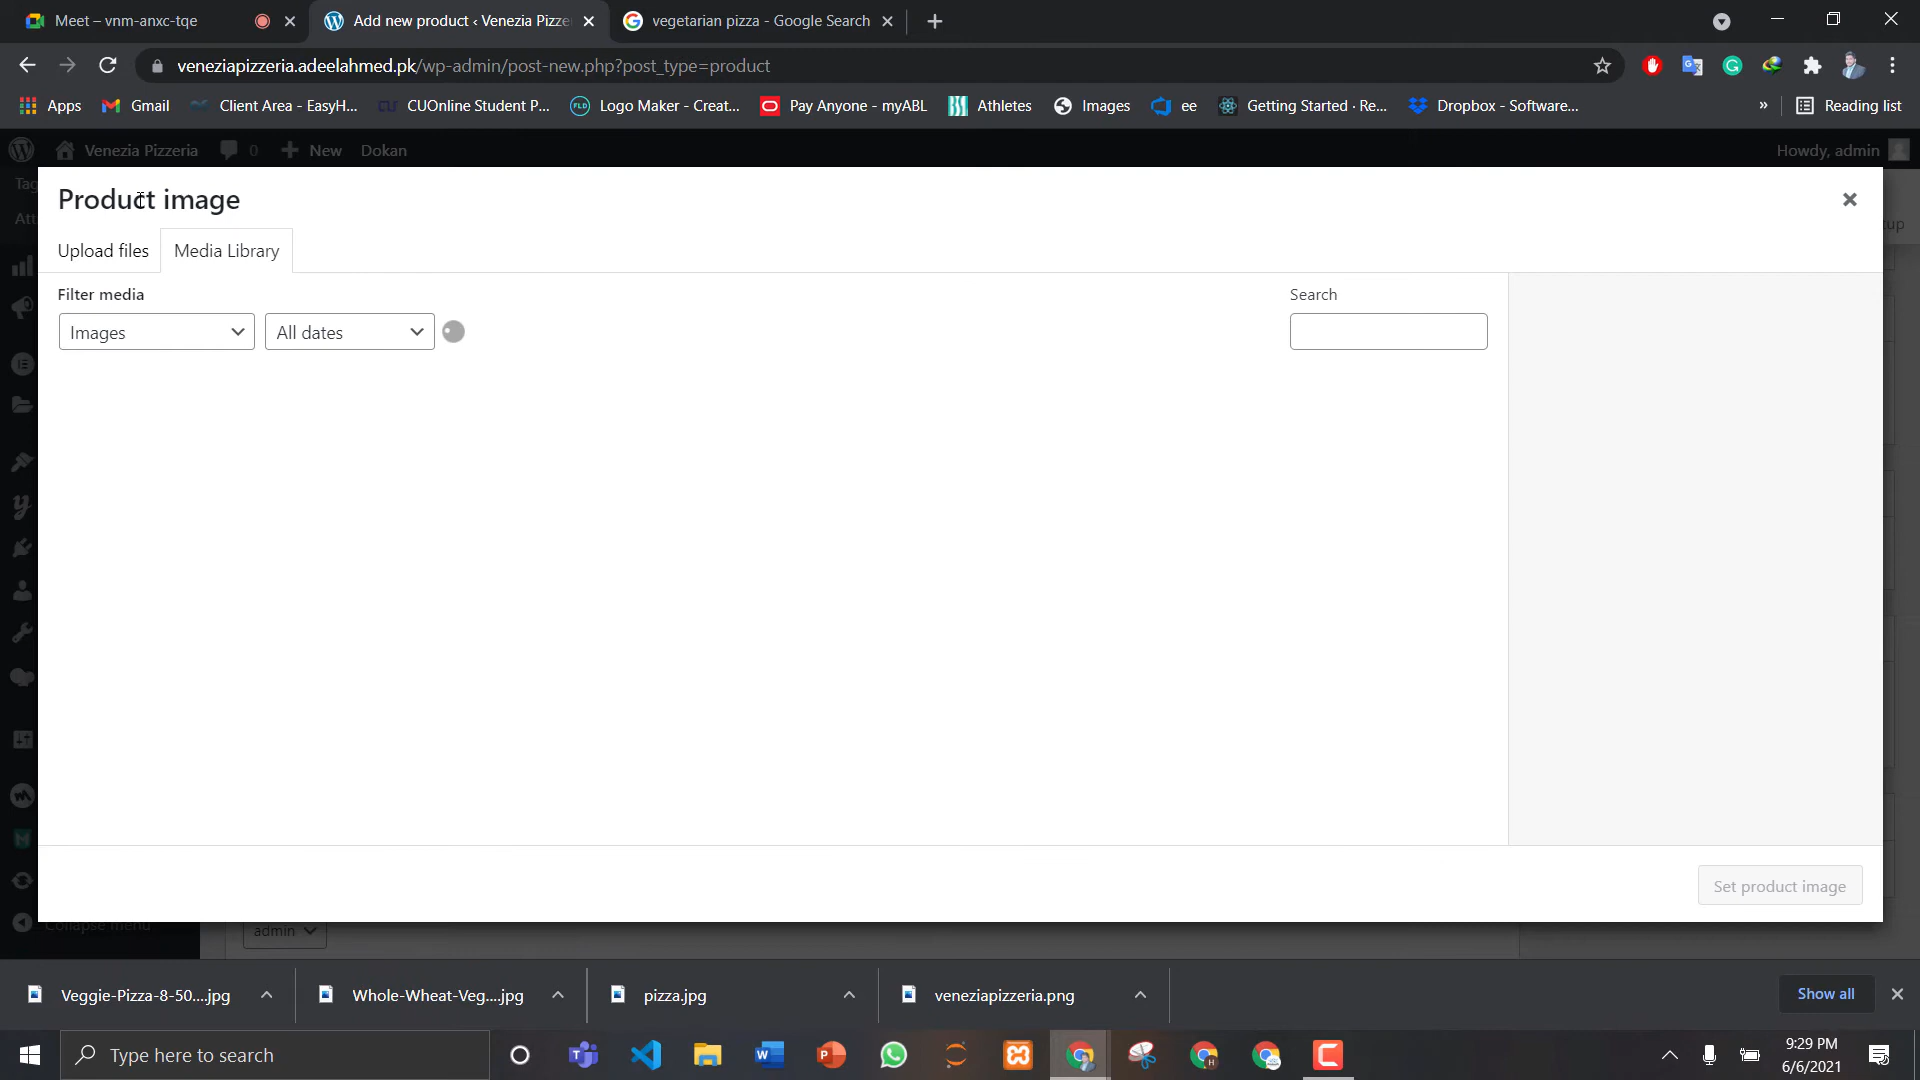 Meet – vnm-anxc-tqe
Add new product ‹ Venezia Pizze
vegetarian pizza - Google Search
veneziapizzeria.adeelahmed.pk/wp-admin/post-new.php?post_type=product
Apps
Gmail
Client Area - EasyH...
CUOnline Student P...
Logo Maker - Creat...
Pay Anyone - myABL
Athletes
Images
ee
Getting Started · Re...
Dropbox - Software...
»
Reading list
Venezia Pizzeria
0
New
Dokan
Howdy, admin
Product image
Upload files
Media Library
Filter media
Search
Images
All dates
Set product image
Collapse menu
admin
Veggie-Pizza-8-50....jpg
Whole-Wheat-Veg....jpg
pizza.jpg
veneziapizzeria.png
Show all
Type here to search
9:29 PM
6/6/2021